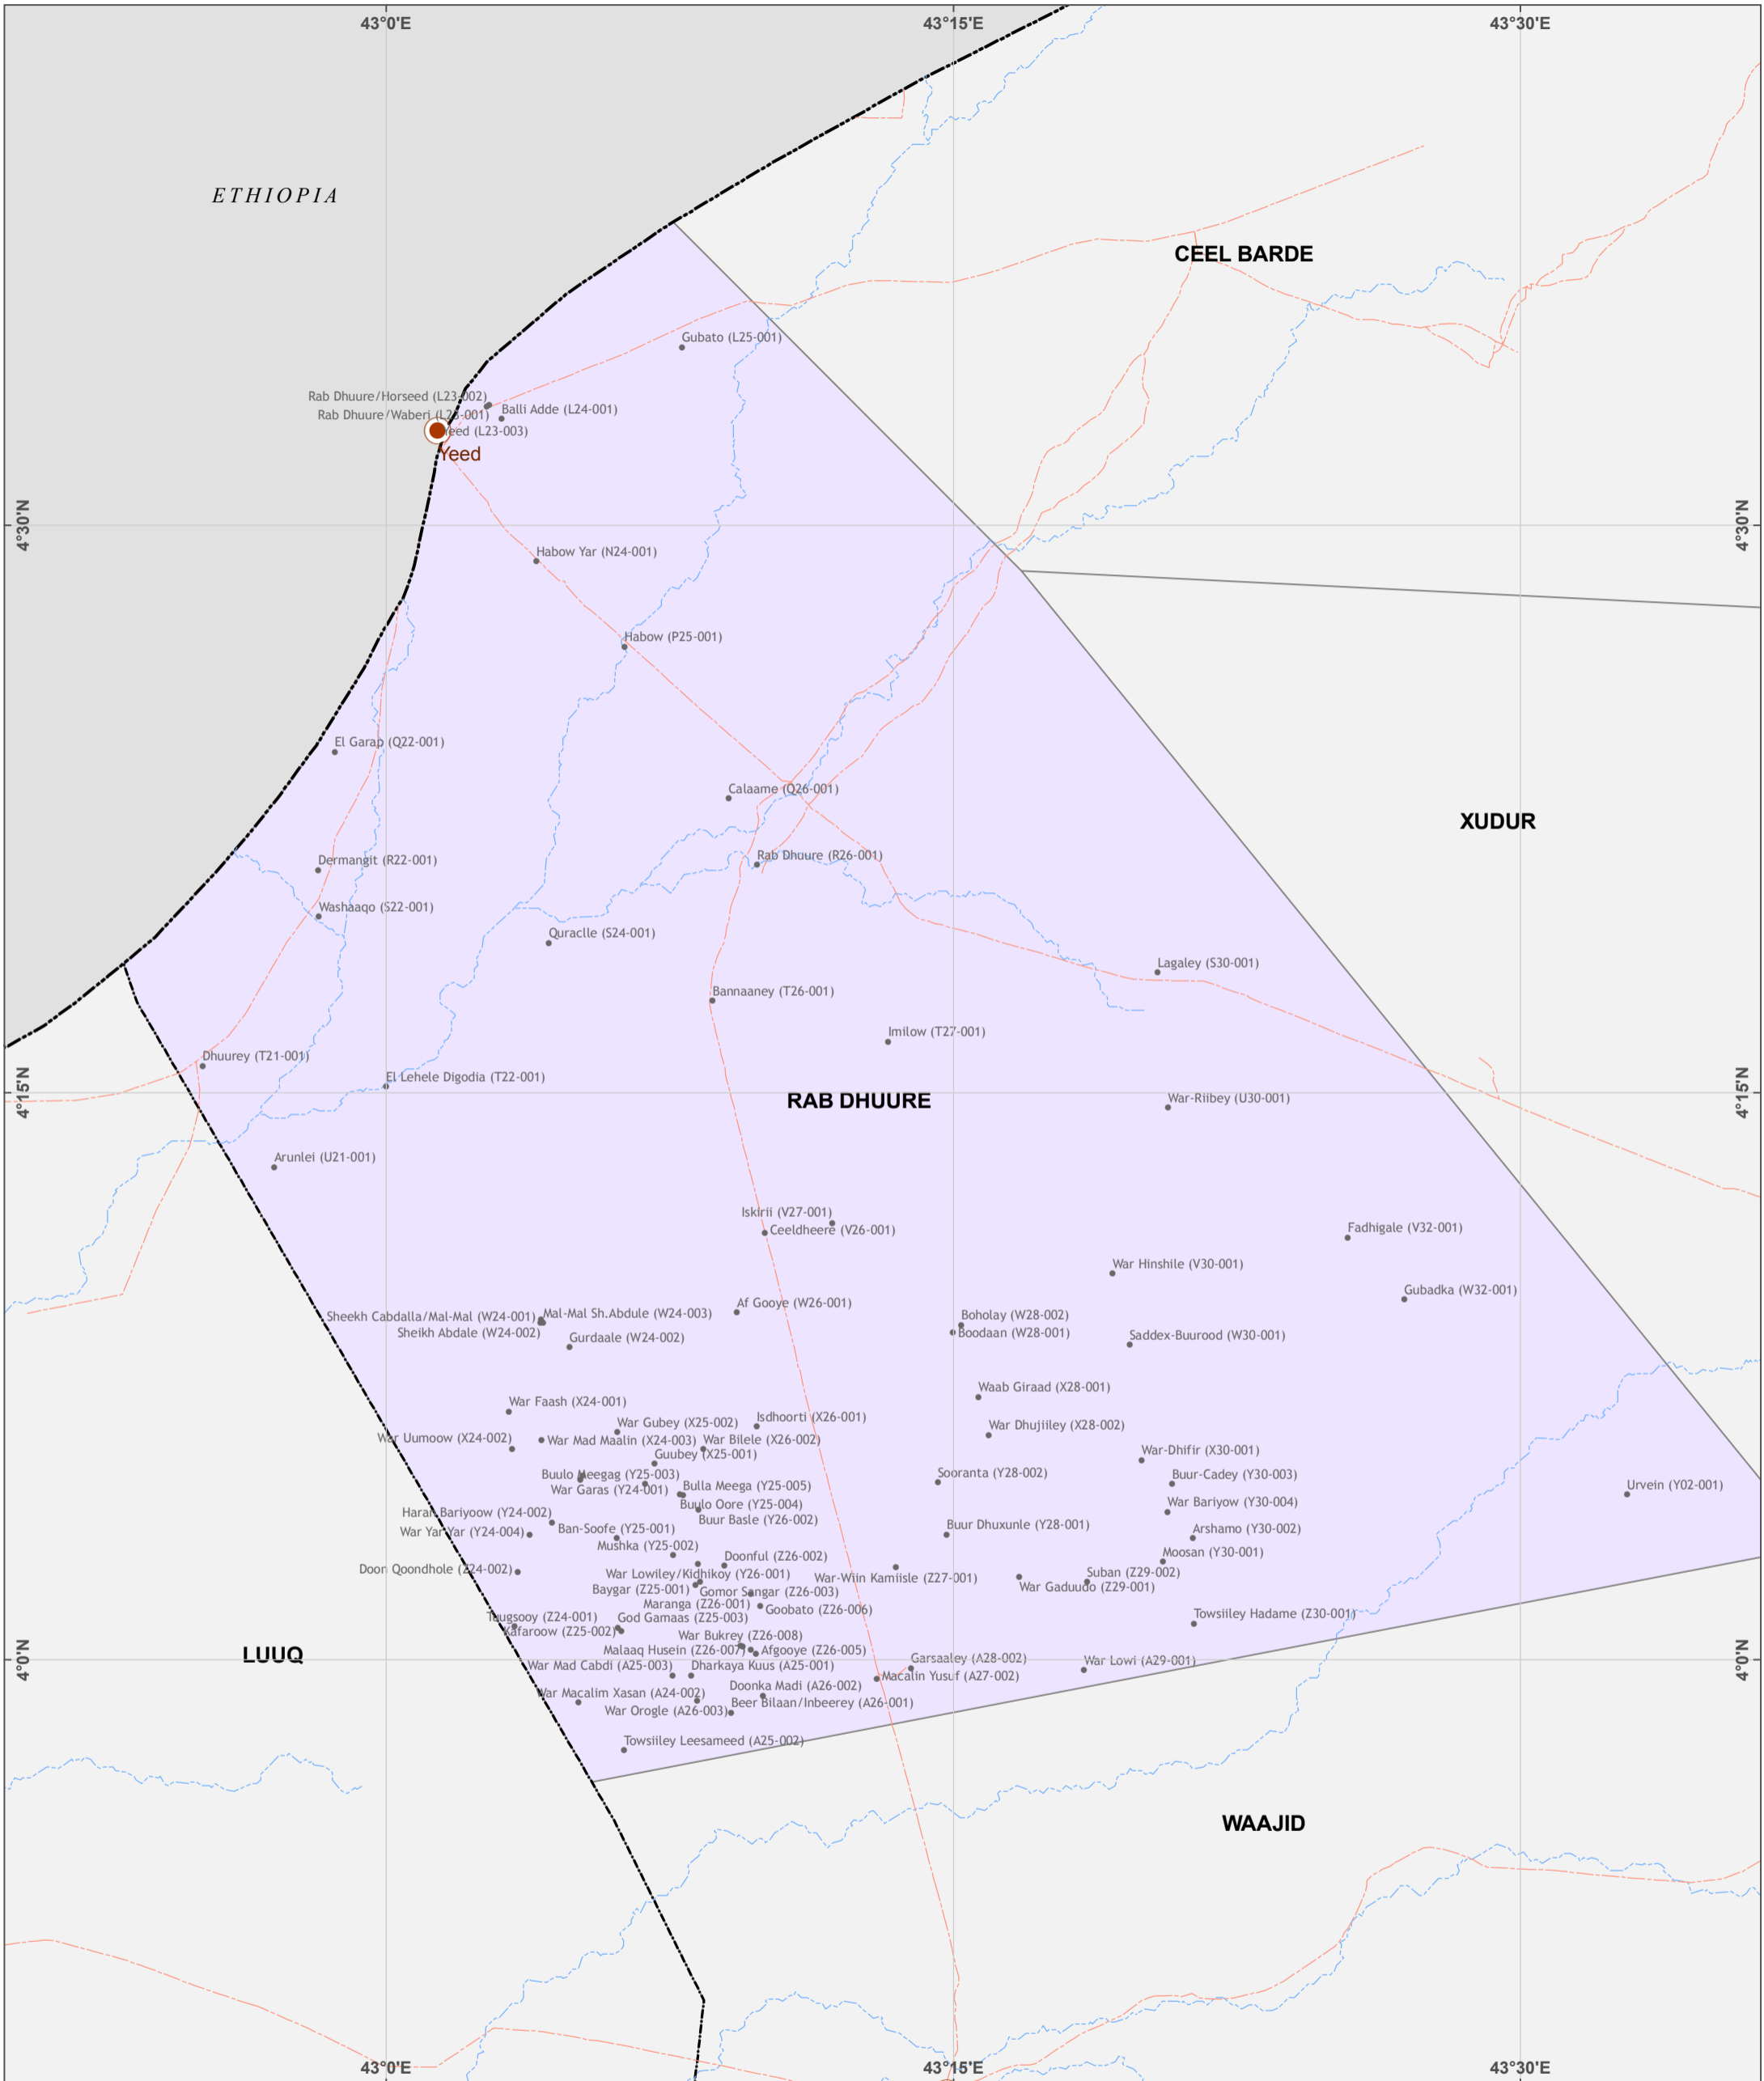 43°0'E
43°15'E
43°30'E
ETHIOPIA
CEEL BARDE
Gubato (L25-001)
Rab Dhuure/Horseed (L23-002)
Balli Adde (L24-001)
Rab Dhuure/Waberi (L23-001)
Yeed (L23-003)
Yeed
4°30'N
4°30'N
Habow Yar (N24-001)
Habow (P25-001)
El Garap (Q22-001)
Calaame (Q26-001)
XUDUR
Rab Dhuure (R26-001)
Dermangit (R22-001)
Washaaqo (S22-001)
Quraclle (S24-001)
Lagaley (S30-001)
Bannaaney (T26-001)
Imilow (T27-001)
Dhuurey (T21-001)
El Lehele Digodia (T22-001)
4°15'N
4°15'N
RAB DHUURE
War-Riibey (U30-001)
Arunlei (U21-001)
Iskirii (V27-001)
Ceeldheere (V26-001)
Fadhigale (V32-001)
War Hinshile (V30-001)
Gubadka (W32-001)
Af Gooye (W26-001)
Sheekh Cabdalla/Mal-Mal (W24-001)
Mal-Mal Sh.Abdule (W24-003)
Boholay (W28-002)
Sheikh Abdale (W24-002)
Boodaan (W28-001)
Saddex-Buurood (W30-001)
Gurdaale (W24-002)
Waab Giraad (X28-001)
War Faash (X24-001)
War Gubey (X25-002)
Isdhoorti (X26-001)
War Dhujiiley (X28-002)
War Uumoow (X24-002)
War Mad Maalin (X24-003)
War Bilele (X26-002)
War-Dhifir (X30-001)
Guubey (X25-001)
Buulo Meegag (Y25-003)
Sooranta (Y28-002)
Buur-Cadey (Y30-003)
War Garas (Y24-001)
Bulla Meega (Y25-005)
Urvein (Y02-001)
Buulo Oore (Y25-004)
War Bariyow (Y30-004)
Haran Bariyoow (Y24-002)
Buur Basle (Y26-002)
War Yar Yar (Y24-004)
Ban-Soofe (Y25-001)
Buur Dhuxunle (Y28-001)
Arshamo (Y30-002)
Mushka (Y25-002)
Doonful (Z26-002)
Moosan (Y30-001)
Doon Qoondhole (Z24-002)
War Lowiley/Kidhikoy (Y26-001)
War-Wiin Kamiisle (Z27-001)
Suban (Z29-002)
War Gaduudo (Z29-001)
Baygar (Z25-001)
Gomor Sangar (Z26-003)
Maranga (Z26-001)
Goobato (Z26-006)
Tuugsooy (Z24-001)
God Gamaas (Z25-003)
Towsiiley Hadame (Z30-001)
Kafaroow (Z25-002)
War Bukrey (Z26-008)
LUUQ
Malaaq Husein (Z26-007)
Afgooye (Z26-005)
4°0'N
4°0'N
Garsaaley (A28-002)
War Lowi (A29-001)
War Mad Cabdi (A25-003)
Dharkaya Kuus (A25-001)
Macalin Yusuf (A27-002)
Doonka Madi (A26-002)
War Macalim Xasan (A24-002)
Beer Bilaan/Inbeerey (A26-001)
War Orogle (A26-003)
Towsiiley Leesameed (A25-002)
WAAJID
43°0'E
43°15'E
43°30'E